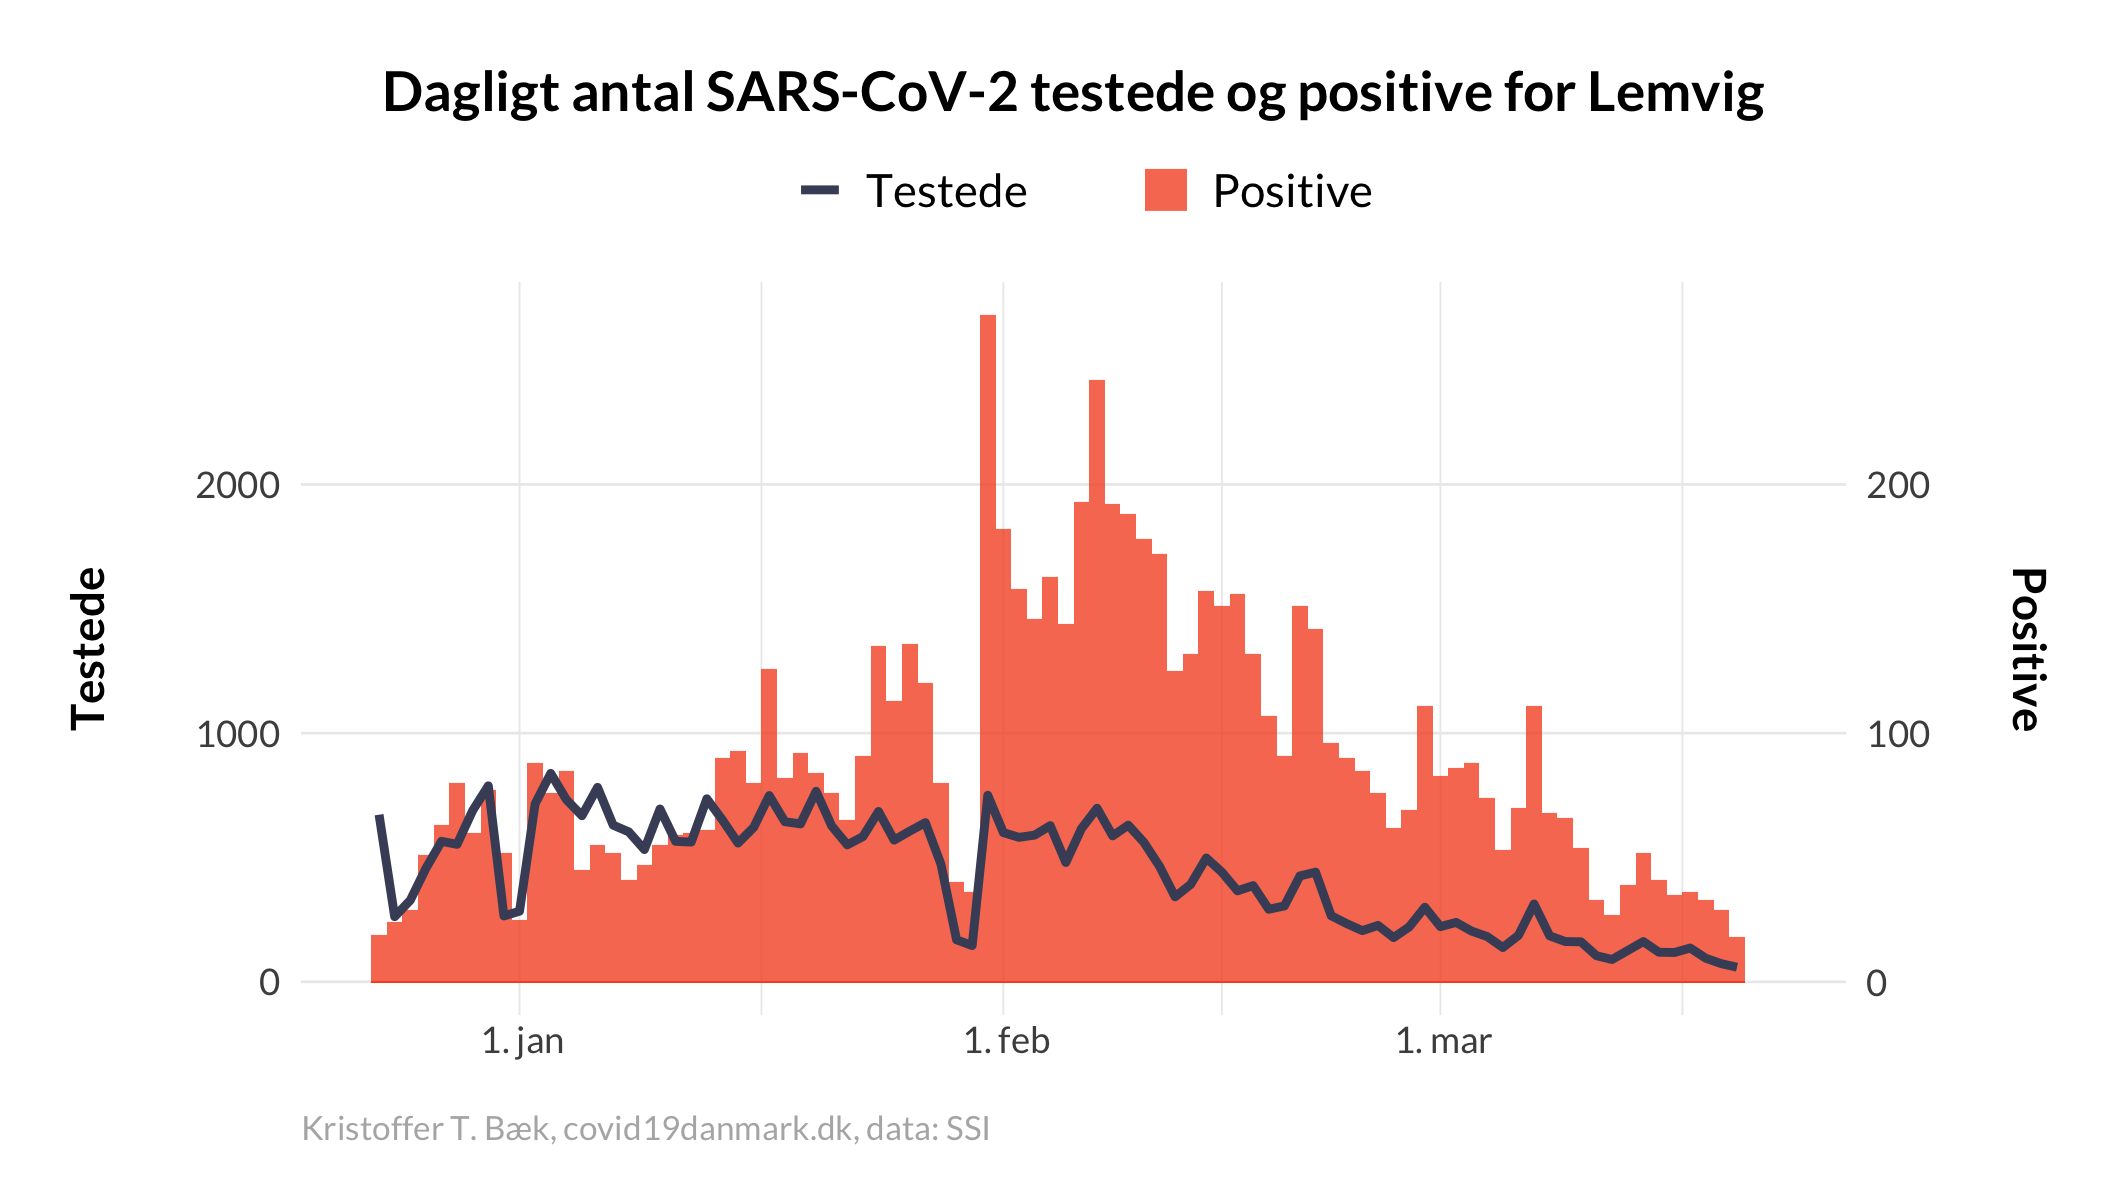 Dagligt antal SARS-CoV-2 testede og positive for Lemvig
Testede Positive
2000 200
Testede
Positive
1000 100
0 0
1. jan 1. feb 1. mar
Kristoffer T. Bæk, covid19danmark.dk, data: SSI